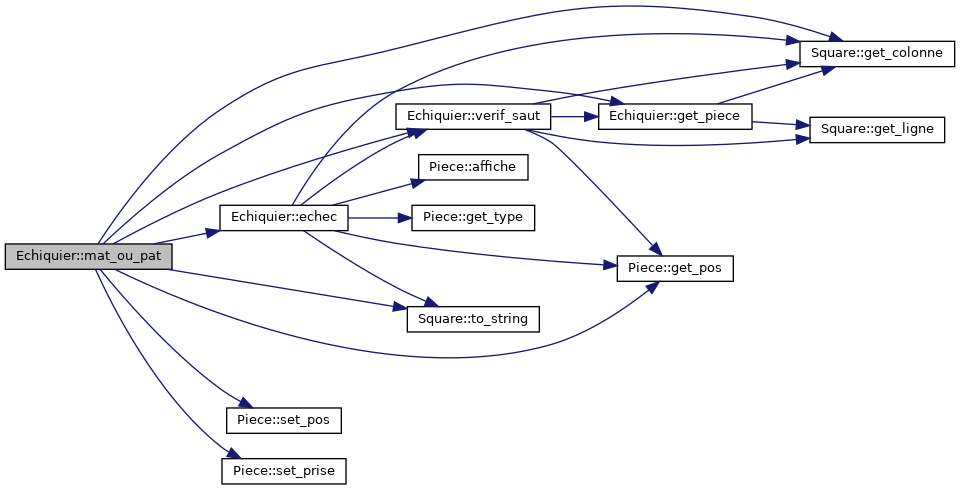 Square::get_colonne
Echiquier::verif_saut
Echiquier::get_piece
Square::get_ligne
Piece::affiche
Echiquier::echec
Piece::get_type
Echiquier::mat_ou_pat
Piece::get_pos
Square::to_string
Piece::set_pos
Piece::set_prise